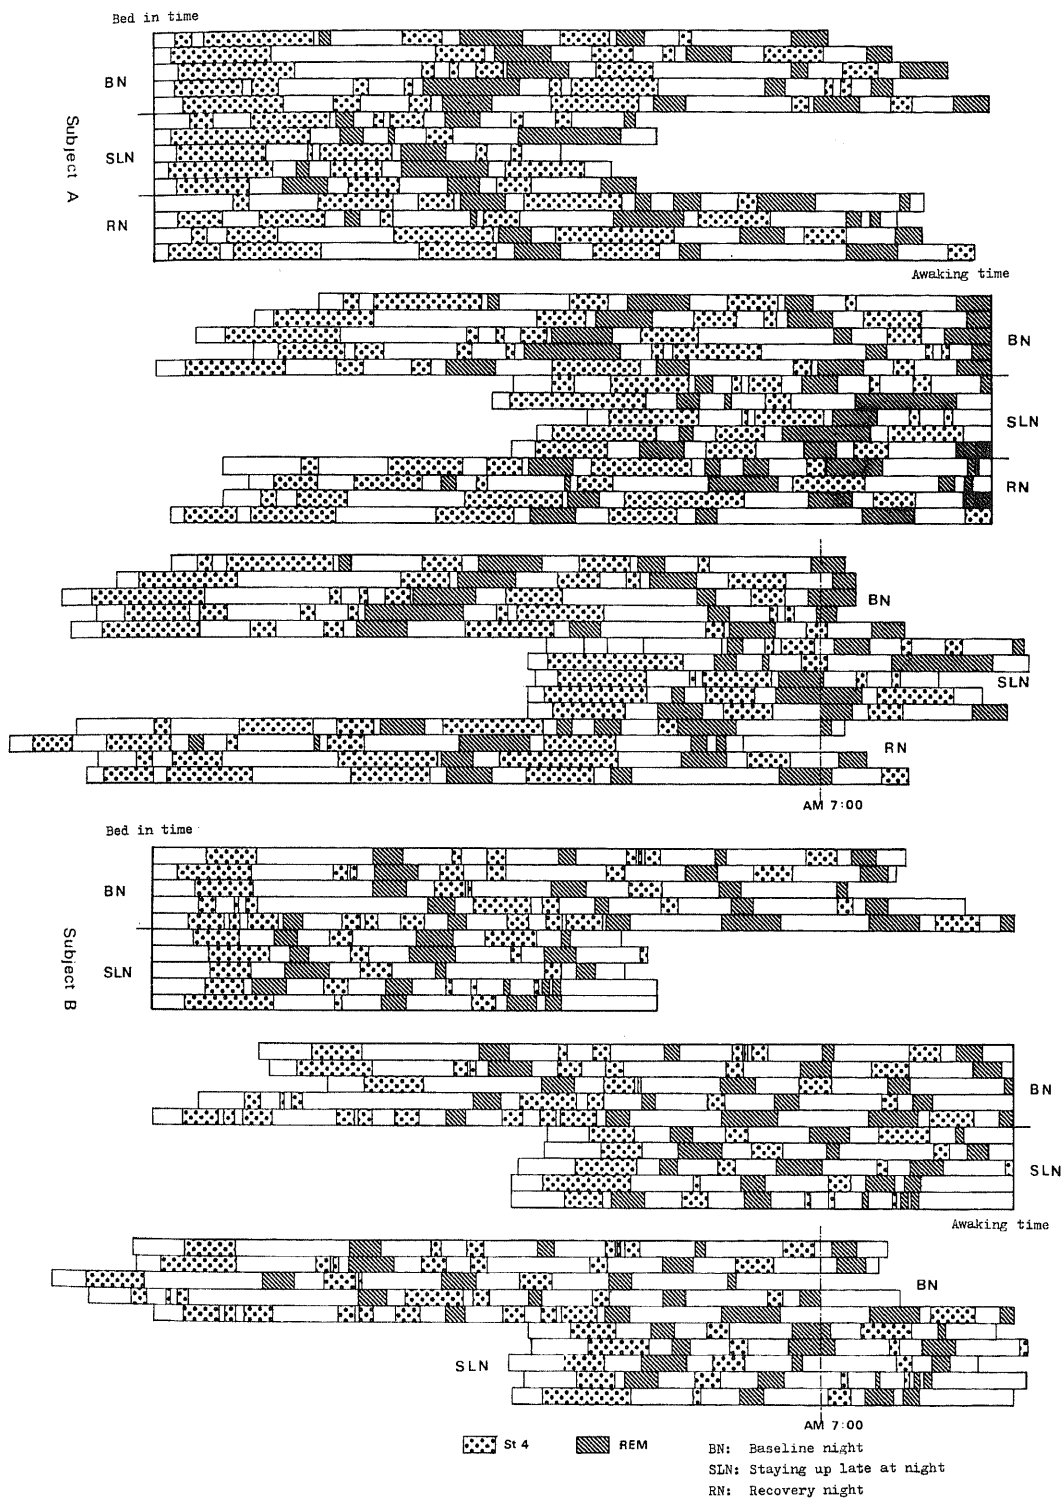 Bed in time
BN
SLN
RN
Subject A
Awaking time
BN
SLN
RN
BN
SLN
RN
AM 7:00
Bed in time
BN
SLN
Subject B
BN
SLN
Awaking time
BN
SLN
AM 7:00
St 4
REM
BN: Baseline night
SLN: Staying up late at night
RN: Recovery night